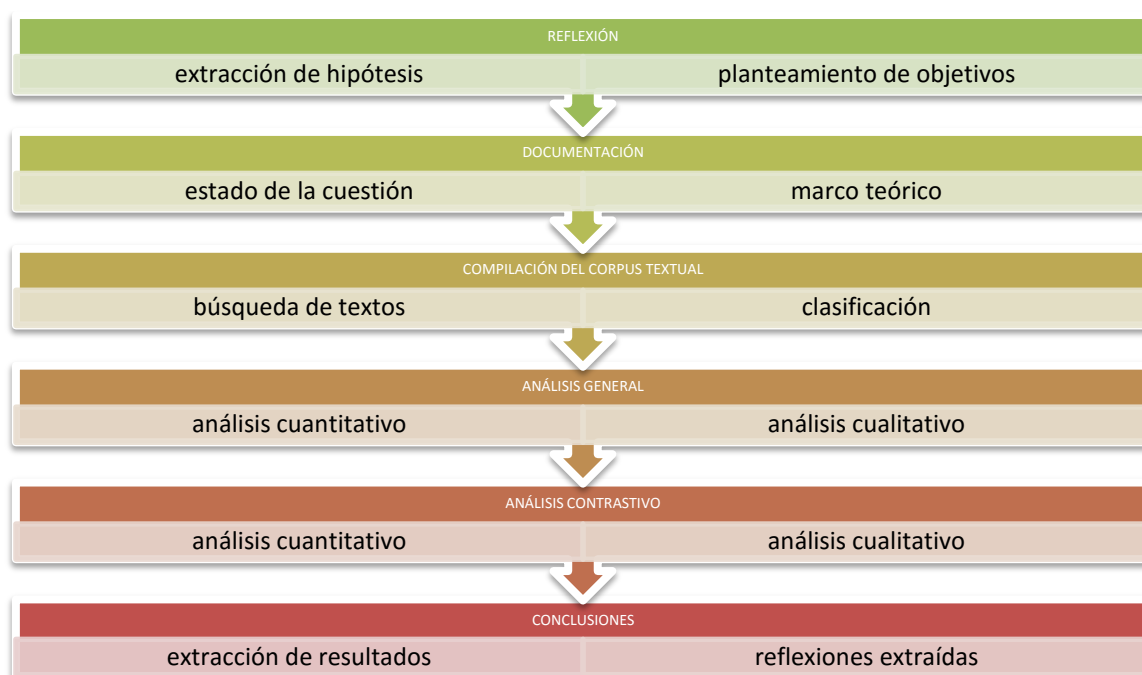 REFLEXIÓN
extracción de hipótesis planteamiento de objetivos
DOCUMENTACIÓN
estado de la cuestión marco teórico
COMPILACIÓN DEL CORPUS TEXTUAL
búsqueda de textos clasificación
ANÁLISIS GENERAL
análisis cuantitativo análisis cualitativo
ANÁLISIS CONTRASTIVO
análisis cuantitativo análisis cualitativo
CONCLUSIONES
extracción de resultados reflexiones extraídas